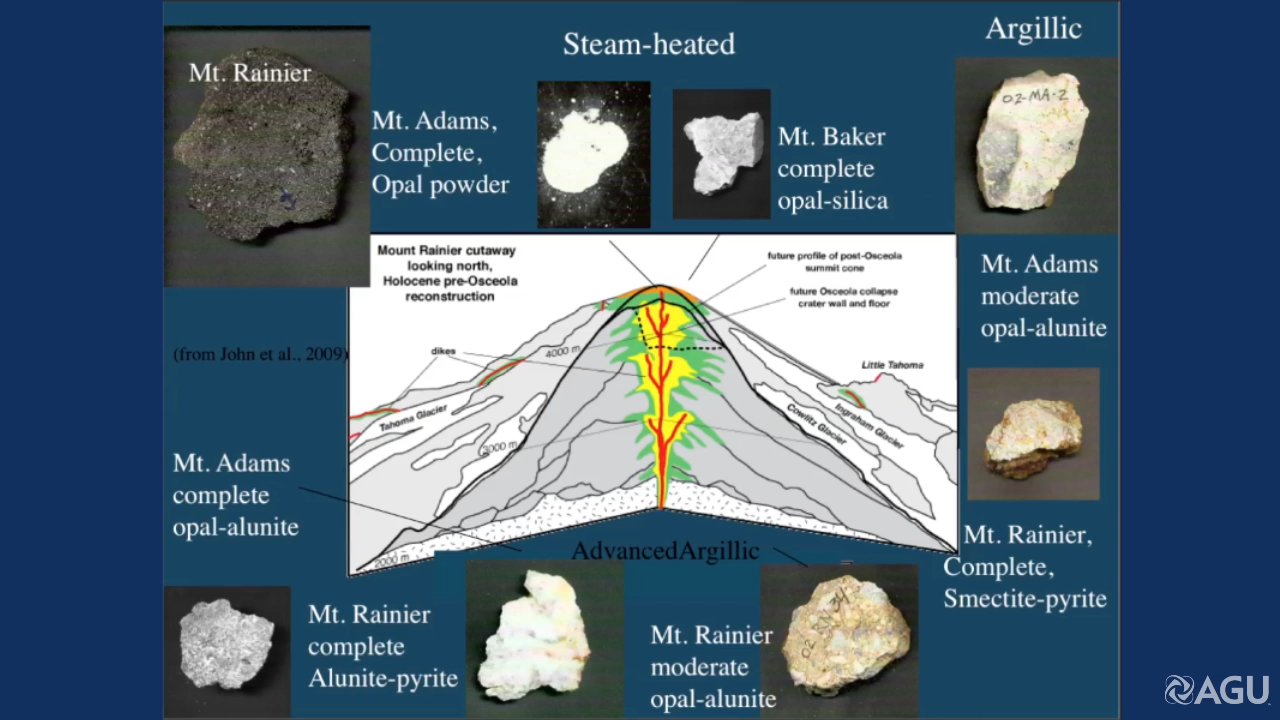 Steam-heated
Argillic
Mt. Rainier
Mt. Adams,
Complete,
Opal powder
Mt. Baker
complete
opal-silica
02-MA-2
Mount Rainier cutaway
looking north,
Holocene pre-Osceola
reconstruction
future profile of post-Osceola
summit cone
future Osceola collapse
crater wall and floor
Mt. Adams
moderate
opal-alunite
(from John et al., 2009)
dikes
4000 m
Little Tahoma
Tahoma Glacier
Cowlitz Glacier
Ingraham Glacier
3000 m
Mt. Adams
complete
opal-alunite
2000 m
AdvancedArgillic
Mt. Rainier,
Complete,
Smectite-pyrite
Mt. Rainier
complete
Alunite-pyrite
Mt. Rainier
moderate
opal-alunite
AGU